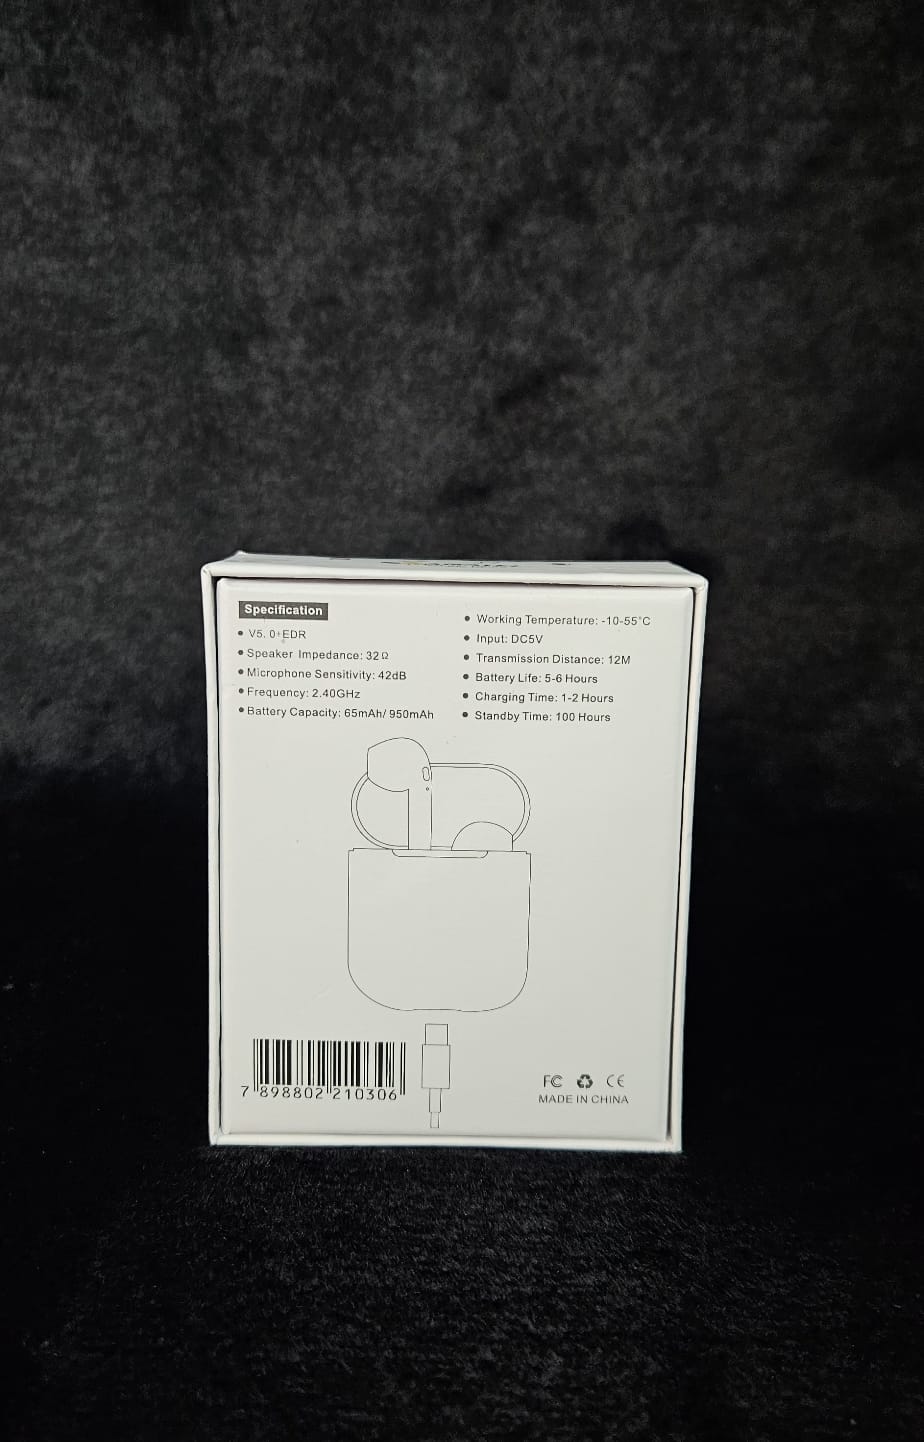 Specification
• V5. 0+EDR
• Speaker Impedance: 32Ω
• Microphone Sensitivity: 42dB
• Frequency: 2.40GHz
• Battery Capacity: 65mAh/ 950mAh
• Working Temperature: -10-55°C
• Input: DC5V
• Transmission Distance: 12M
• Battery Life: 5-6 Hours
• Charging Time: 1-2 Hours
• Standby Time: 100 Hours
7 898802 210306
FC CE
MADE IN CHINA